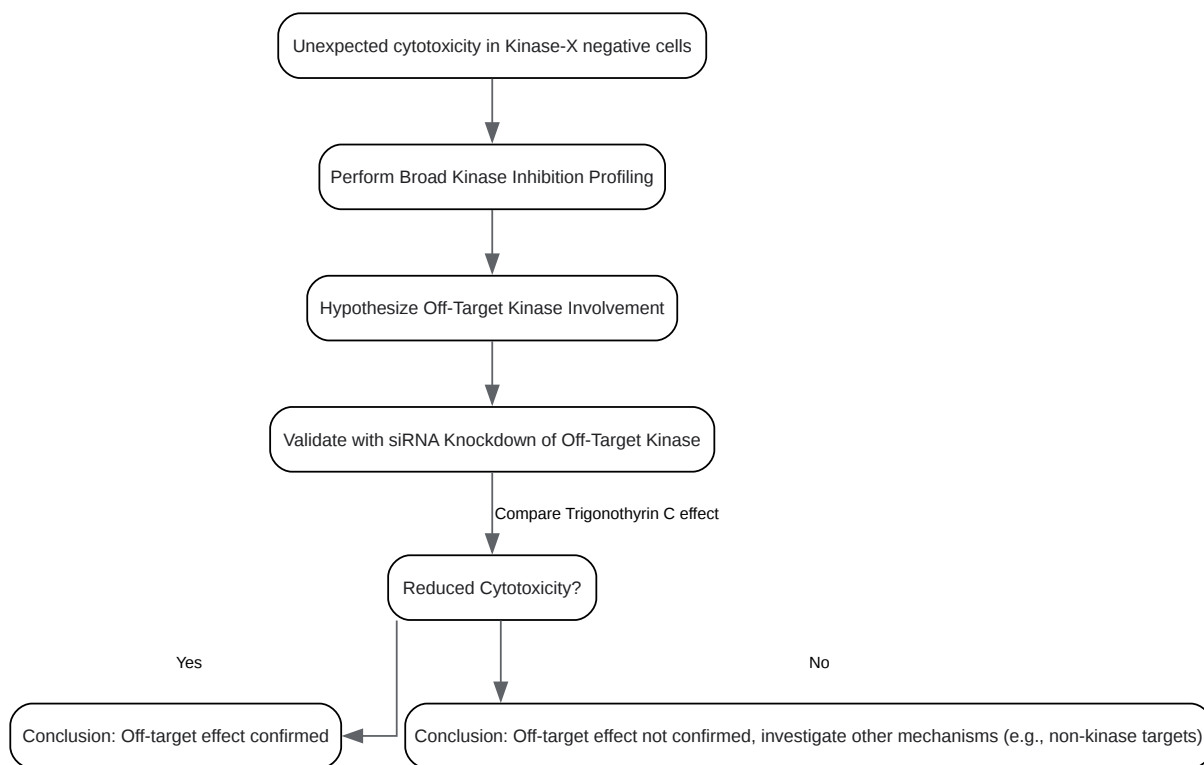 Unexpected cytotoxicity in Kinase-X negative cells
Perform Broad Kinase Inhibition Profiling
Hypothesize Off-Target Kinase Involvement
Validate with siRNA Knockdown of Off-Target Kinase
Compare Trigonothyrin C effect
Reduced Cytotoxicity?
Yes
No
Conclusion: Off-target effect confirmed
Conclusion: Off-target effect not confirmed, investigate other mechanisms (e.g., non-kinase targets)